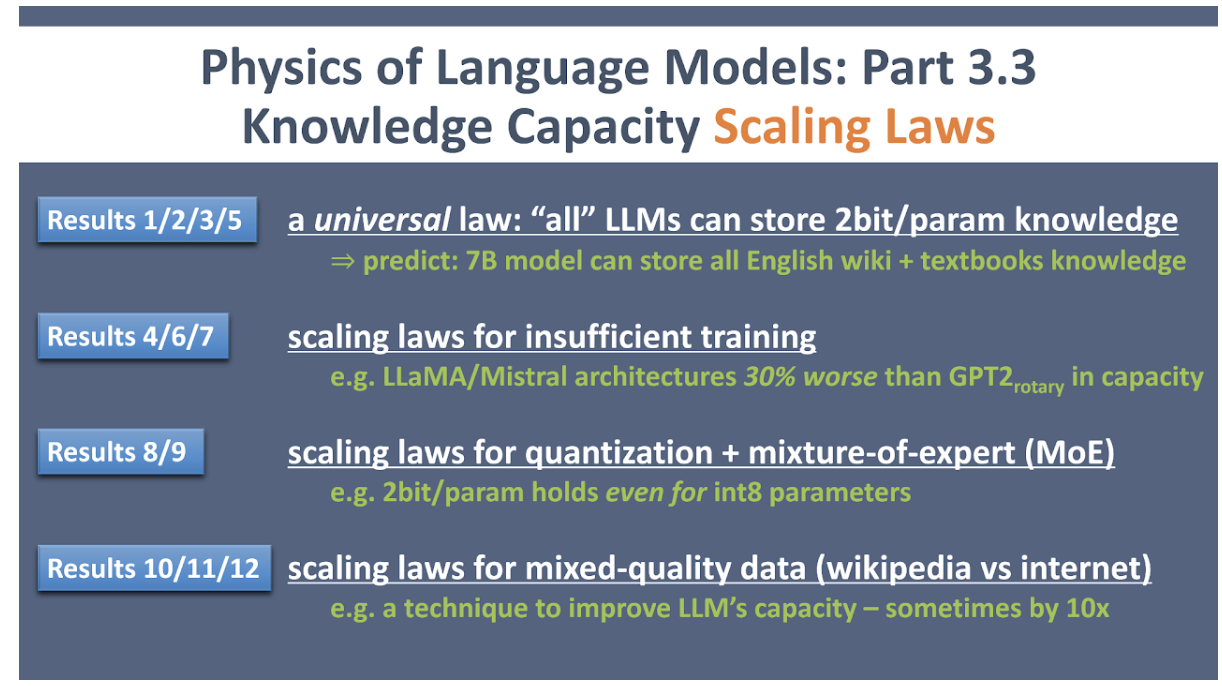 Physics of Language Models: Part 3.3
Knowledge Capacity Scaling Laws
Results 1/2/3/5
a universal law: “all” LLMs can store 2bit/param knowledge
⇒ predict: 7B model can store all English wiki + textbooks knowledge
Results 4/6/7
scaling laws for insufficient training
e.g. LLaMA/Mistral architectures 30% worse than GPT2rotary in capacity
Results 8/9
scaling laws for quantization + mixture-of-expert (MoE)
e.g. 2bit/param holds even for int8 parameters
Results 10/11/12
scaling laws for mixed-quality data (wikipedia vs internet)
e.g. a technique to improve LLM’s capacity – sometimes by 10x